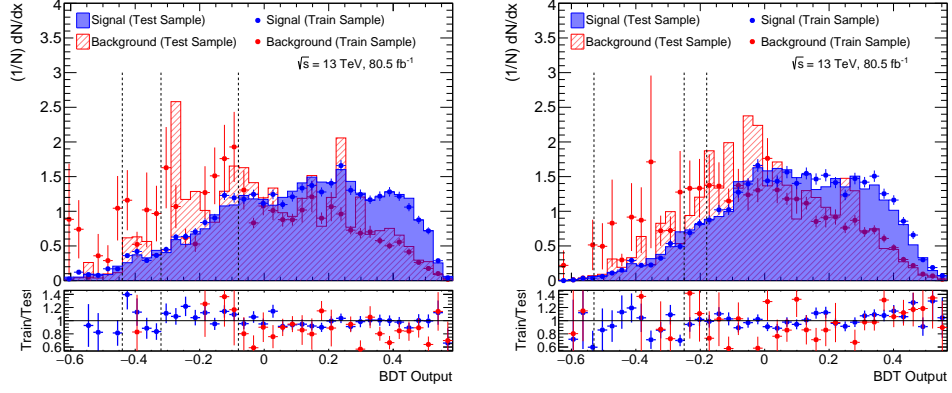 (1/N) dN/dx
4
3.5
3
2.5
2
1.5
1
0.5
0
Signal (Test Sample)
Signal (Train Sample)
Background (Test Sample)
Background (Train Sample)
√s = 13 TeV, 80.5 fb⁻¹
Train/Test
1.4
1.2
1
0.8
0.6
−0.6 −0.4 −0.2 0 0.2 0.4
BDT Output
(1/N) dN/dx
4
3.5
3
2.5
2
1.5
1
0.5
0
Signal (Test Sample)
Signal (Train Sample)
Background (Test Sample)
Background (Train Sample)
√s = 13 TeV, 80.5 fb⁻¹
Train/Test
1.4
1.2
1
0.8
0.6
−0.6 −0.4 −0.2 0 0.2 0.4
BDT Output